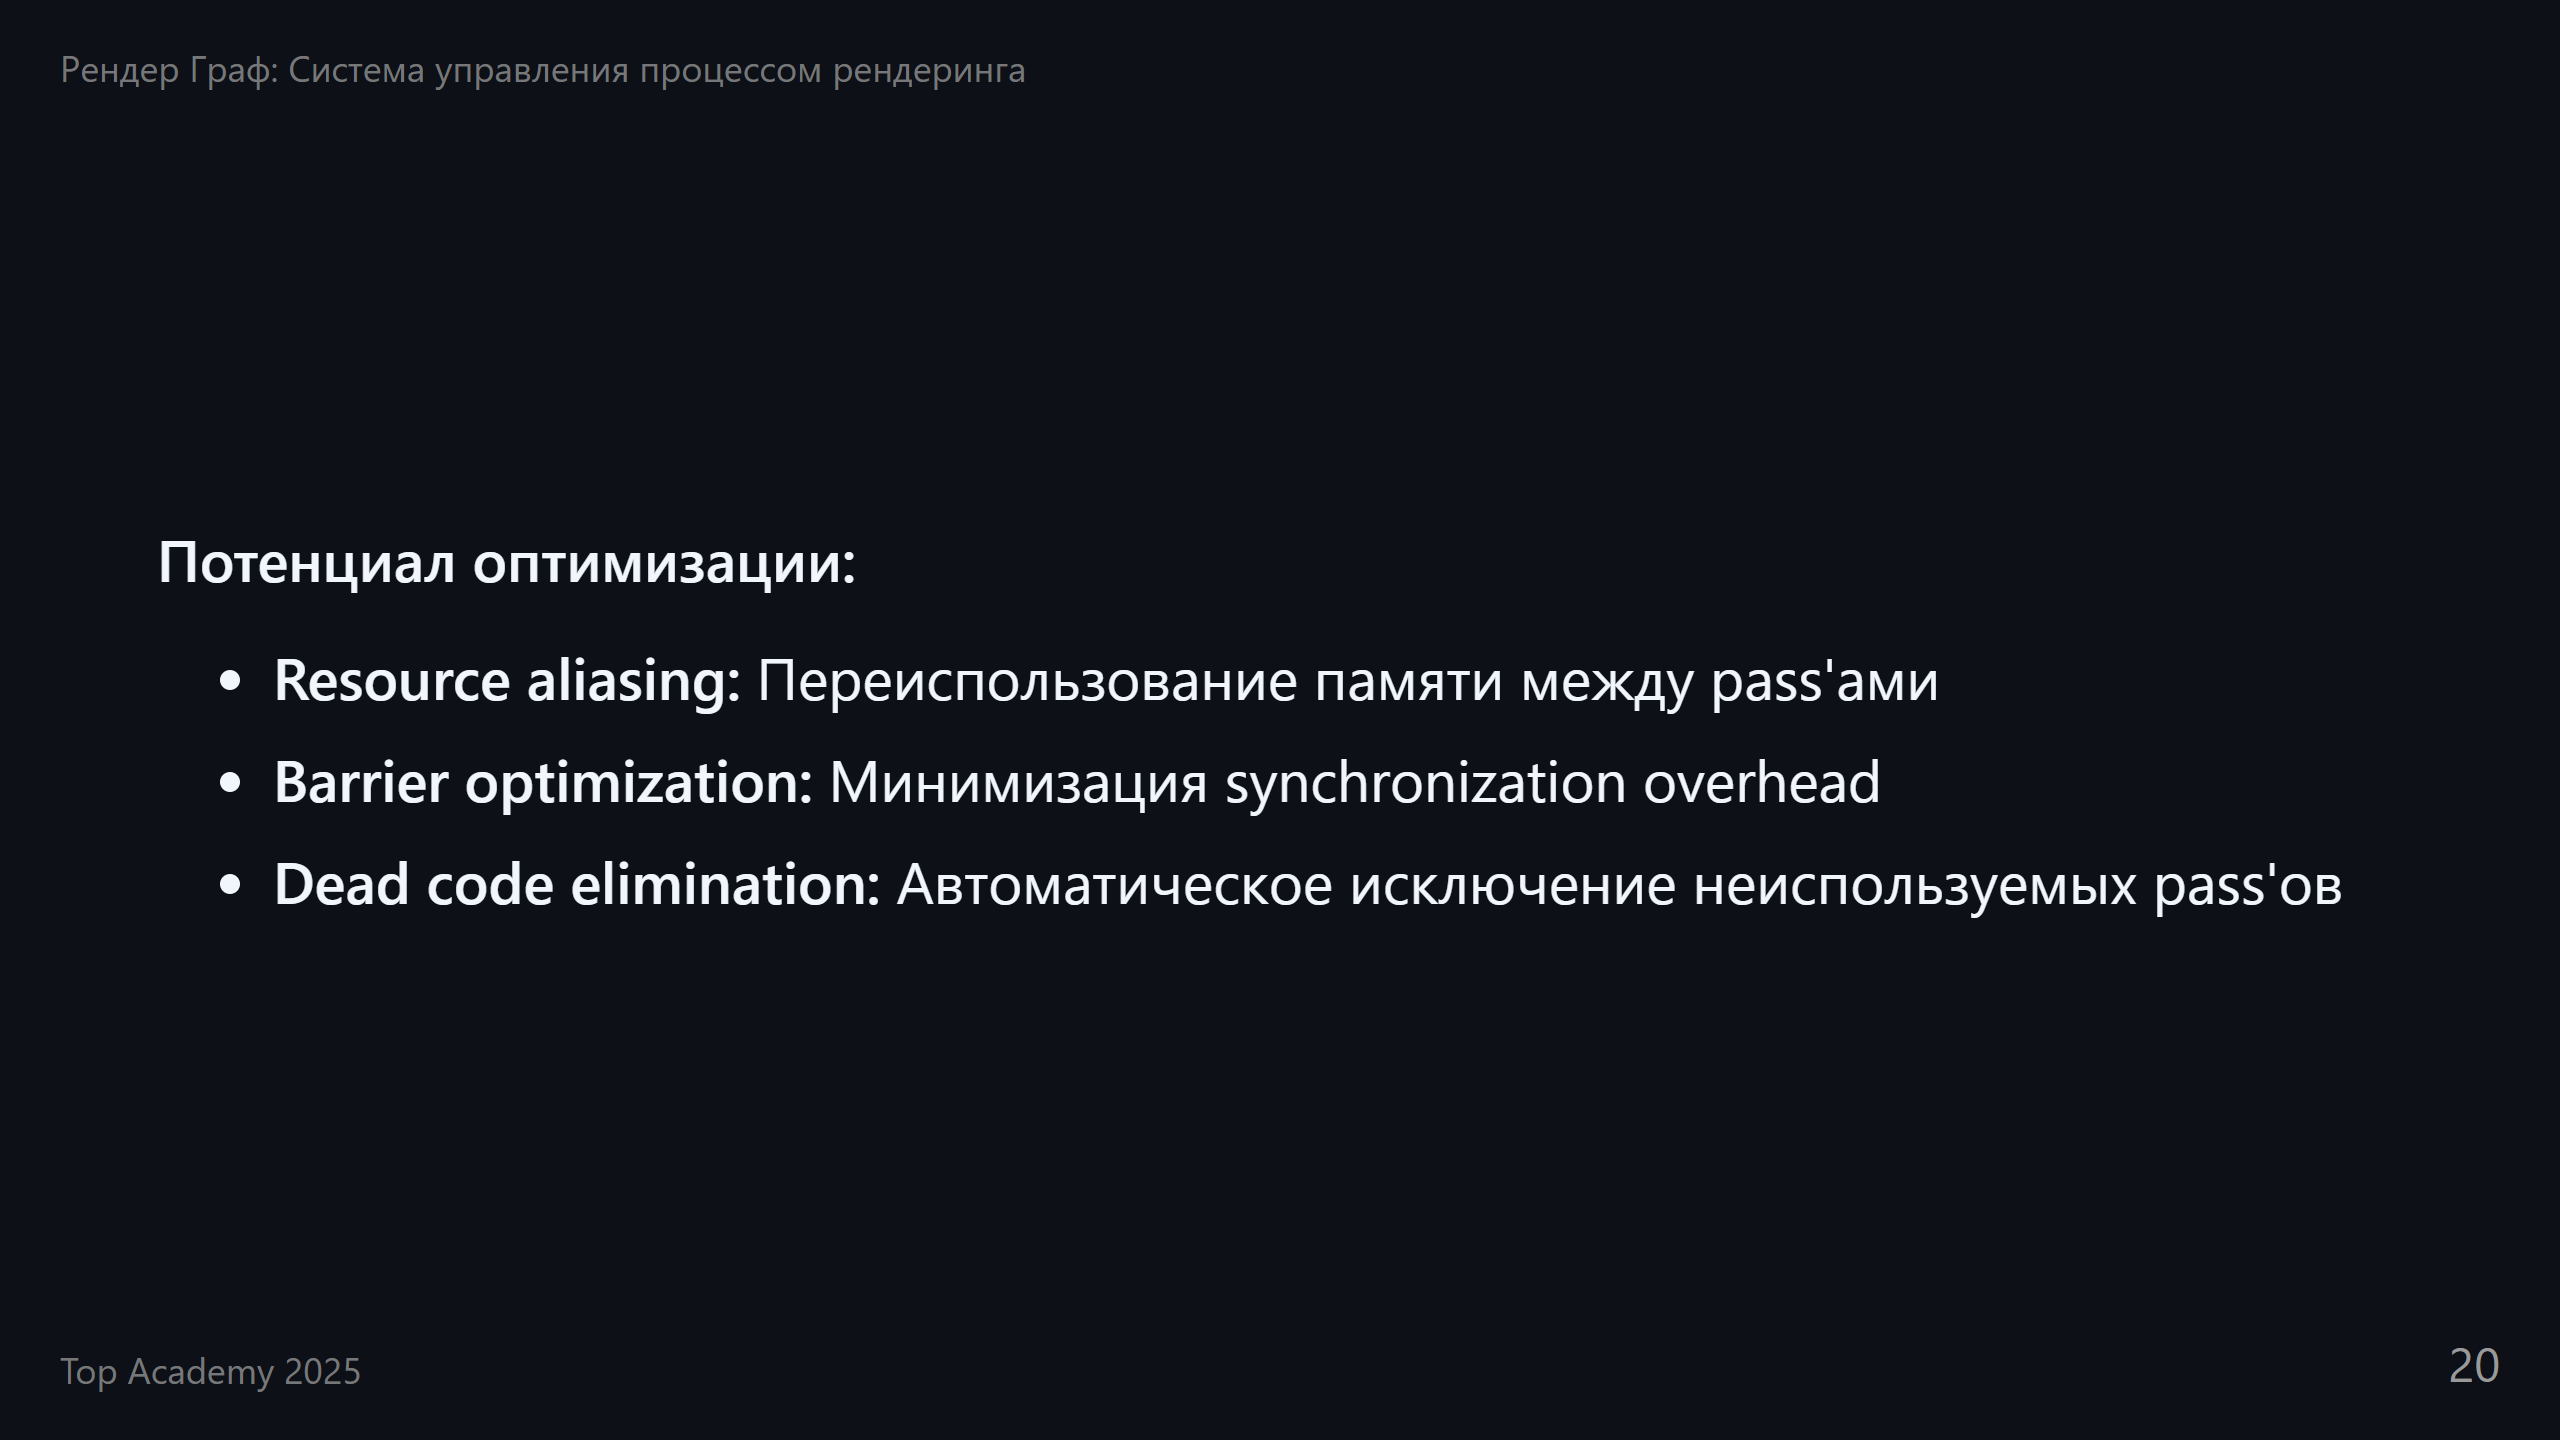 Рендер Граф: Система управления процессом рендеринга
Потенциал оптимизации:
• Resource aliasing: Переиспользование памяти между pass'ами
• Barrier optimization: Минимизация synchronization overhead
• Dead code elimination: Автоматическое исключение неиспользуемых pass'ов
Top Academy 2025
20